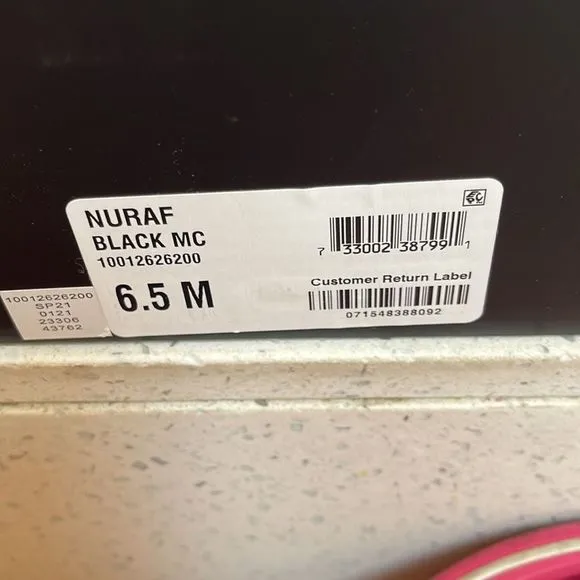 NURAF
BLACK MC
10012626200
6.5 M
7 33002 38799 1
Customer Return Label
071548388092
10012626200
SP21
0121
23306
43762